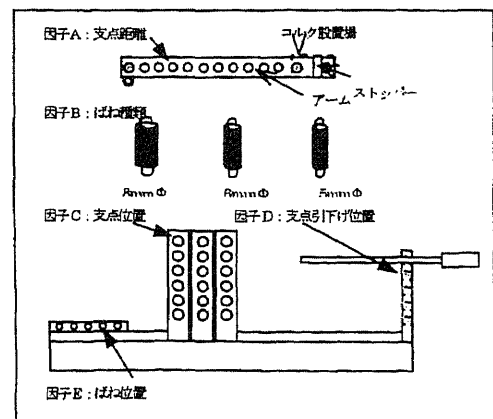 因子A：支点距離
コルク設置場
アーム
ストッパー
因子B：ばね種類
8mmΦ
6mmΦ
5mmΦ
因子C：支点位置
因子D：支点引下げ位置
因子E：ばね位置